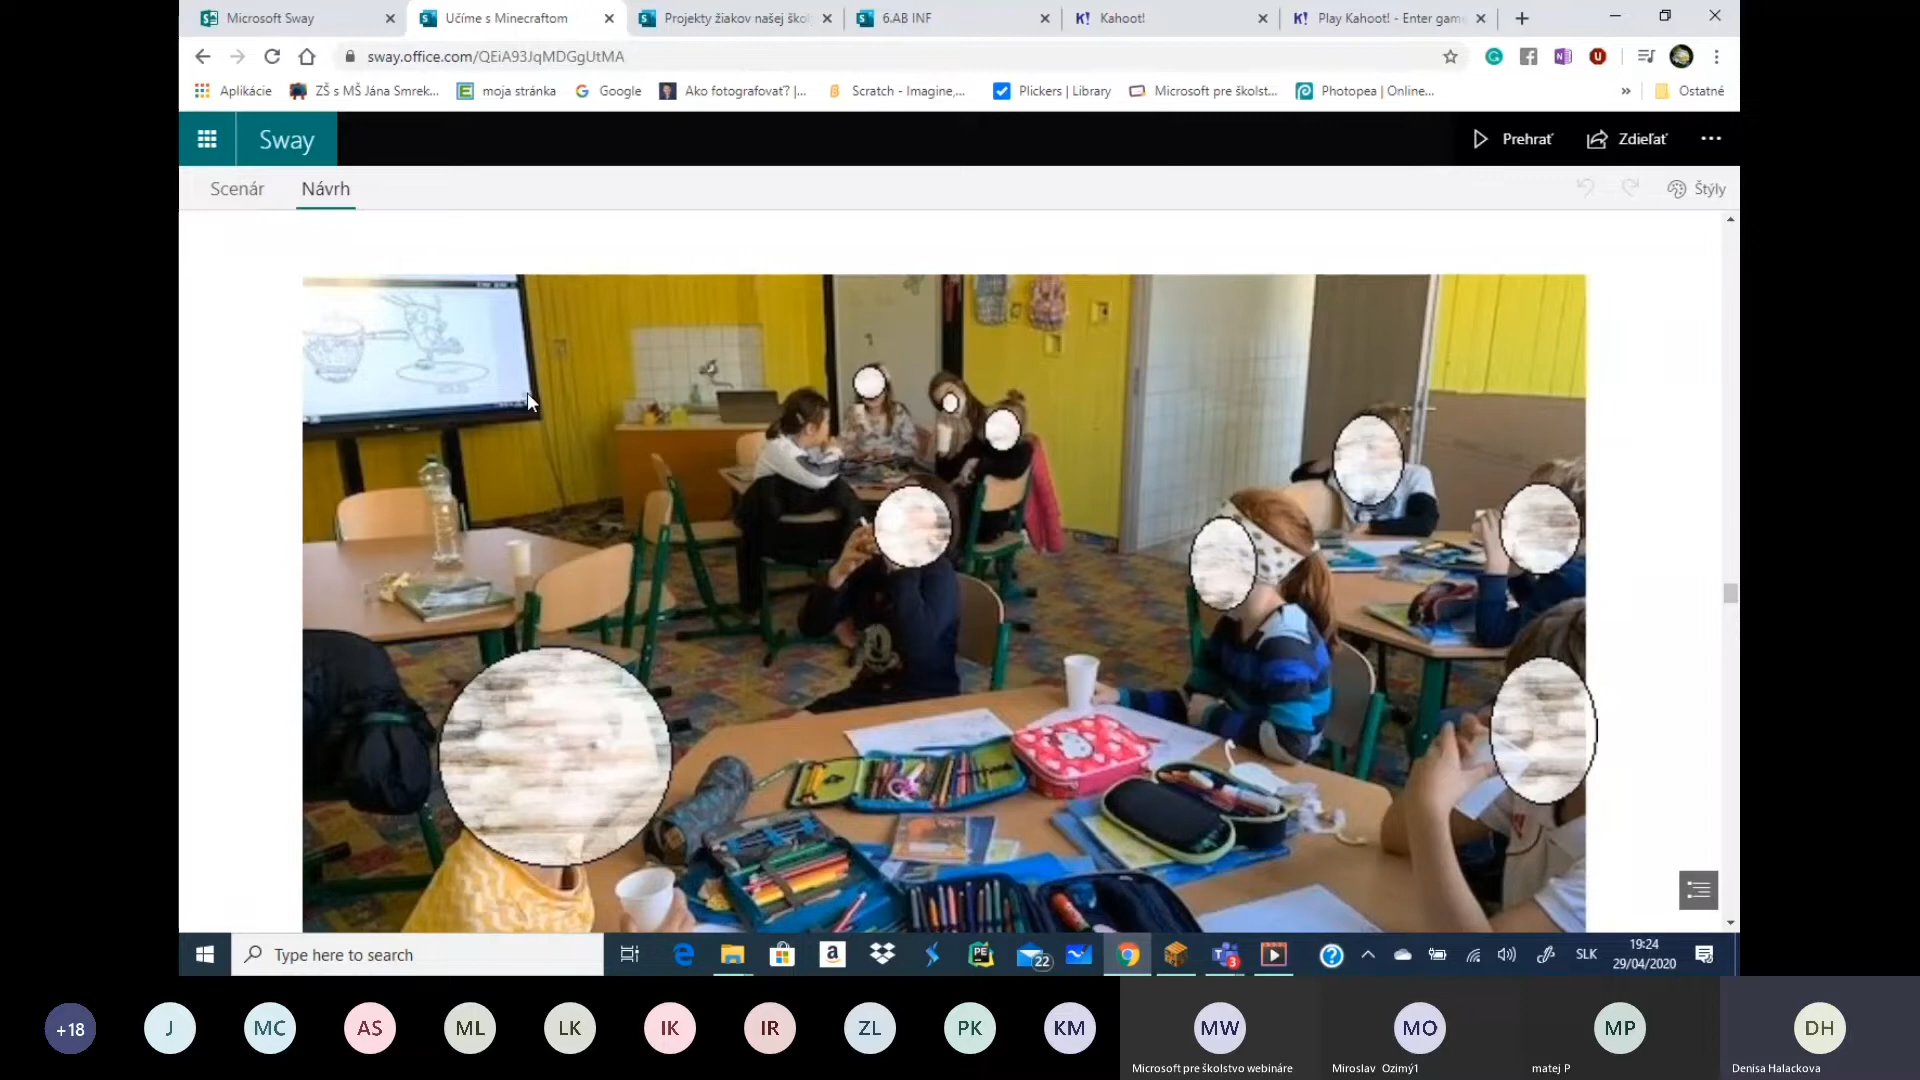 Microsoft Sway
Učíme s Minecraftom
Projekty žiakov našej ško
6.AB INF
Kahoot!
Play Kahoot! - Enter gam
sway.office.com/QEiA93JqMDGgUtMA
Aplikácie
ZŠ s MŠ Jána Smrek...
moja stránka
Google
Ako fotografovať? |...
Scratch - Imagine,...
Plickers | Library
Microsoft pre školst...
Photopea | Online...
»
Ostatné
Sway
Prehrať
Zdieľať
Scenár
Návrh
Štýly
Type here to search
22
3
SLK
19:24
29/04/2020
+18
J
MC
AS
ML
LK
IK
IR
ZL
PK
KM
MW
MO
MP
DH
Microsoft pre školstvo webináre
Miroslav Ozimý1
matej P
Denisa Halackova